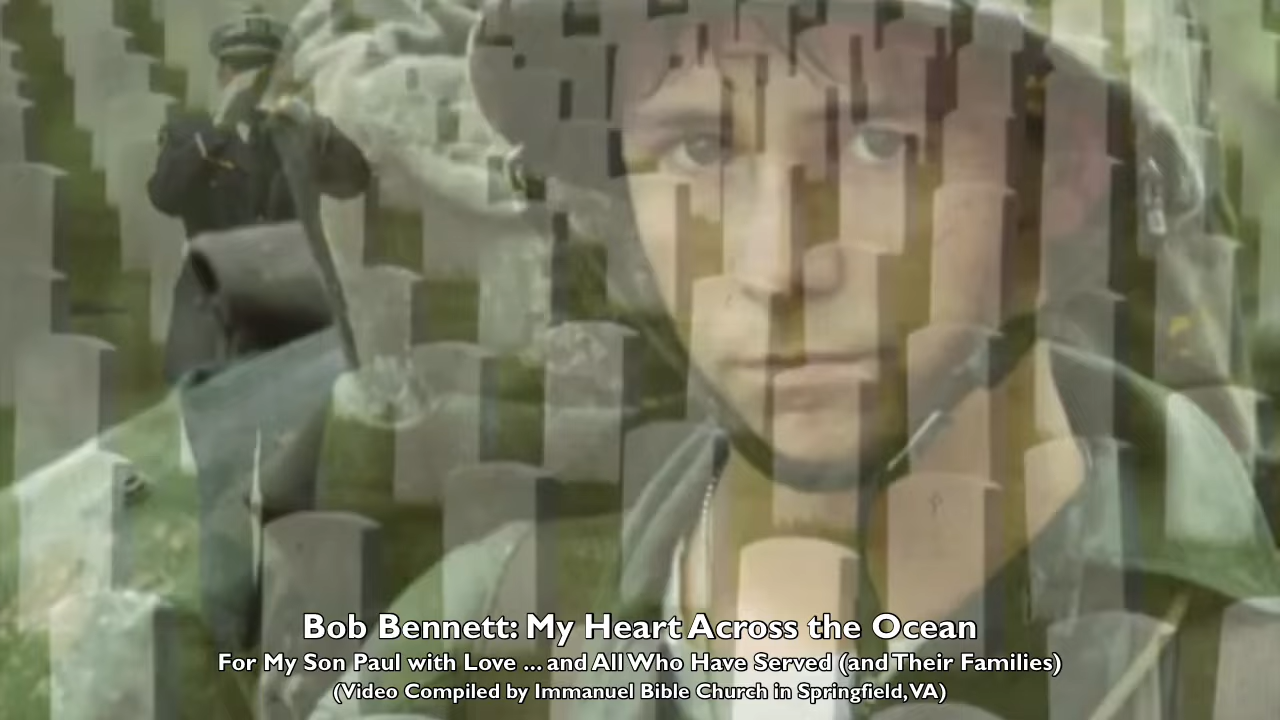 Bob Bennett: My Heart Across the Ocean
For My Son Paul with Love ... and All Who Have Served (and Their Families)
(Video Compiled by Immanuel Bible Church in Springfield, VA)